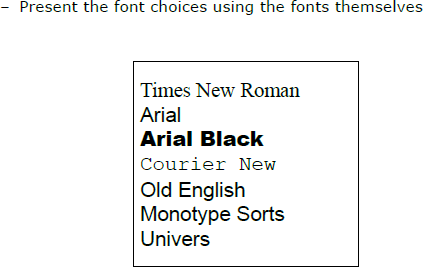 – Present the font choices using the fonts themselves
Times New Roman
Arial
Arial Black
Courier New
Old English
Monotype Sorts
Univers